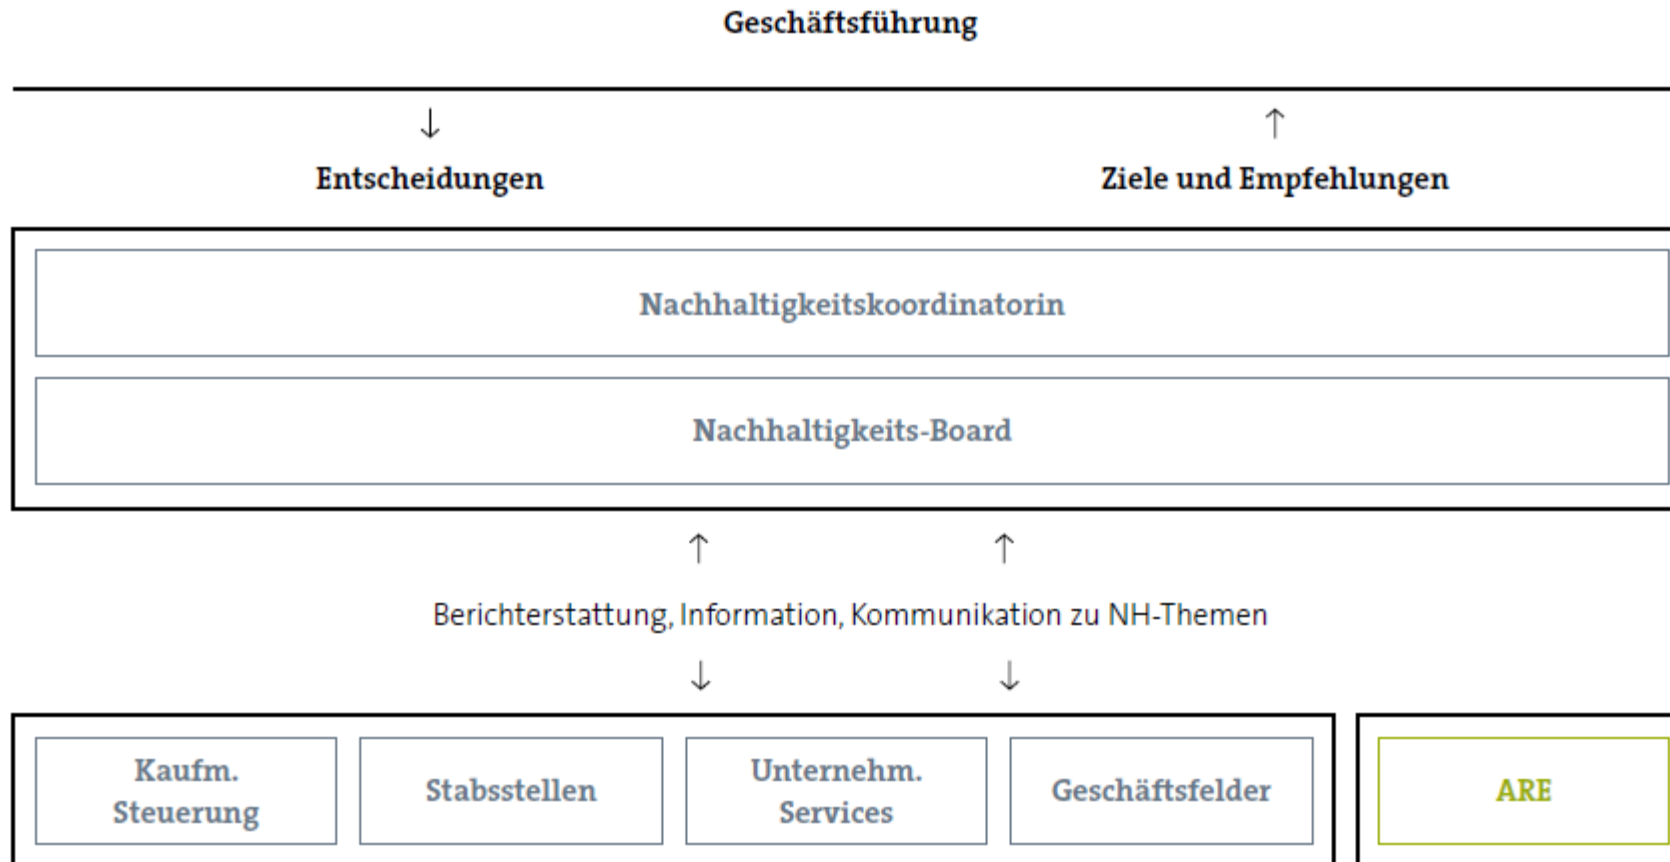 Geschäftsführung
↓ ↑
Entscheidungen Ziele und Empfehlungen
Nachhaltigkeitskoordinatorin
Nachhaltigkeits-Board
↑ ↑
Berichterstattung, Information, Kommunikation zu NH-Themen
↓ ↓
Kaufm.
Steuerung
Stabsstellen
Unternehm.
Services
Geschäftsfelder
ARE